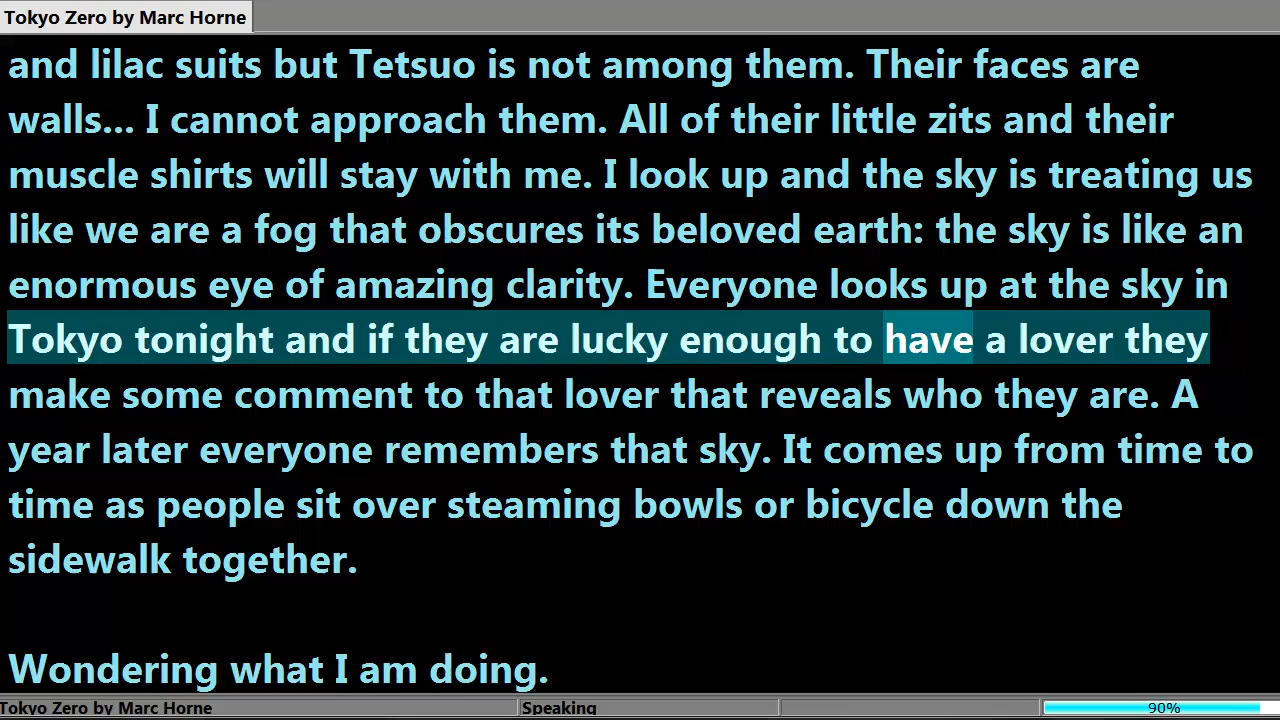 Tokyo Zero by Marc Horne
and lilac suits but Tetsuo is not among them. Their faces are
walls... I cannot approach them. All of their little zits and their
muscle shirts will stay with me. I look up and the sky is treating us
like we are a fog that obscures its beloved earth: the sky is like an
enormous eye of amazing clarity. Everyone looks up at the sky in
Tokyo tonight and if they are lucky enough to have a lover they
make some comment to that lover that reveals who they are. A
year later everyone remembers that sky. It comes up from time to
time as people sit over steaming bowls or bicycle down the
sidewalk together.
Wondering what I am doing.
Tokyo Zero by Marc Horne Speaking 90%